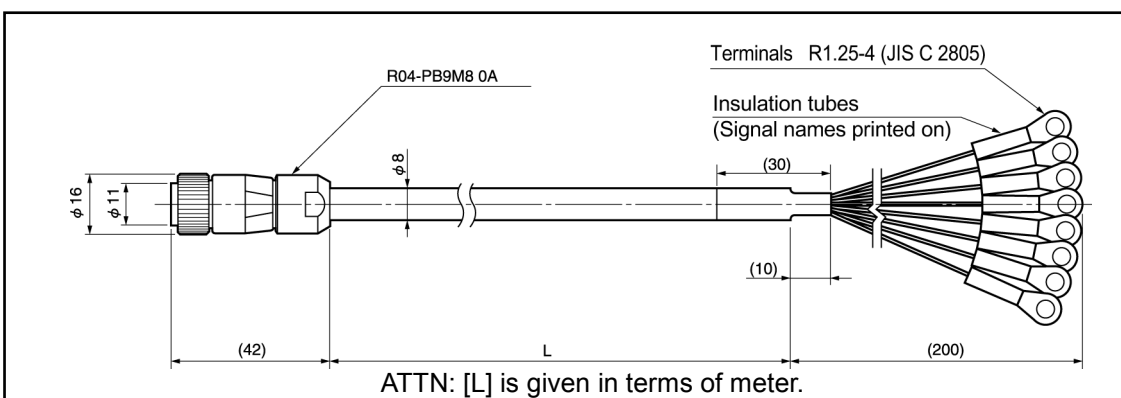 Terminals R1.25-4 (JIS C 2805)
R04-PB9M8 0A
Insulation tubes
(Signal names printed on)
(30)
φ8
φ16
φ11
(10)
(42)
L
(200)
ATTN: [L] is given in terms of meter.